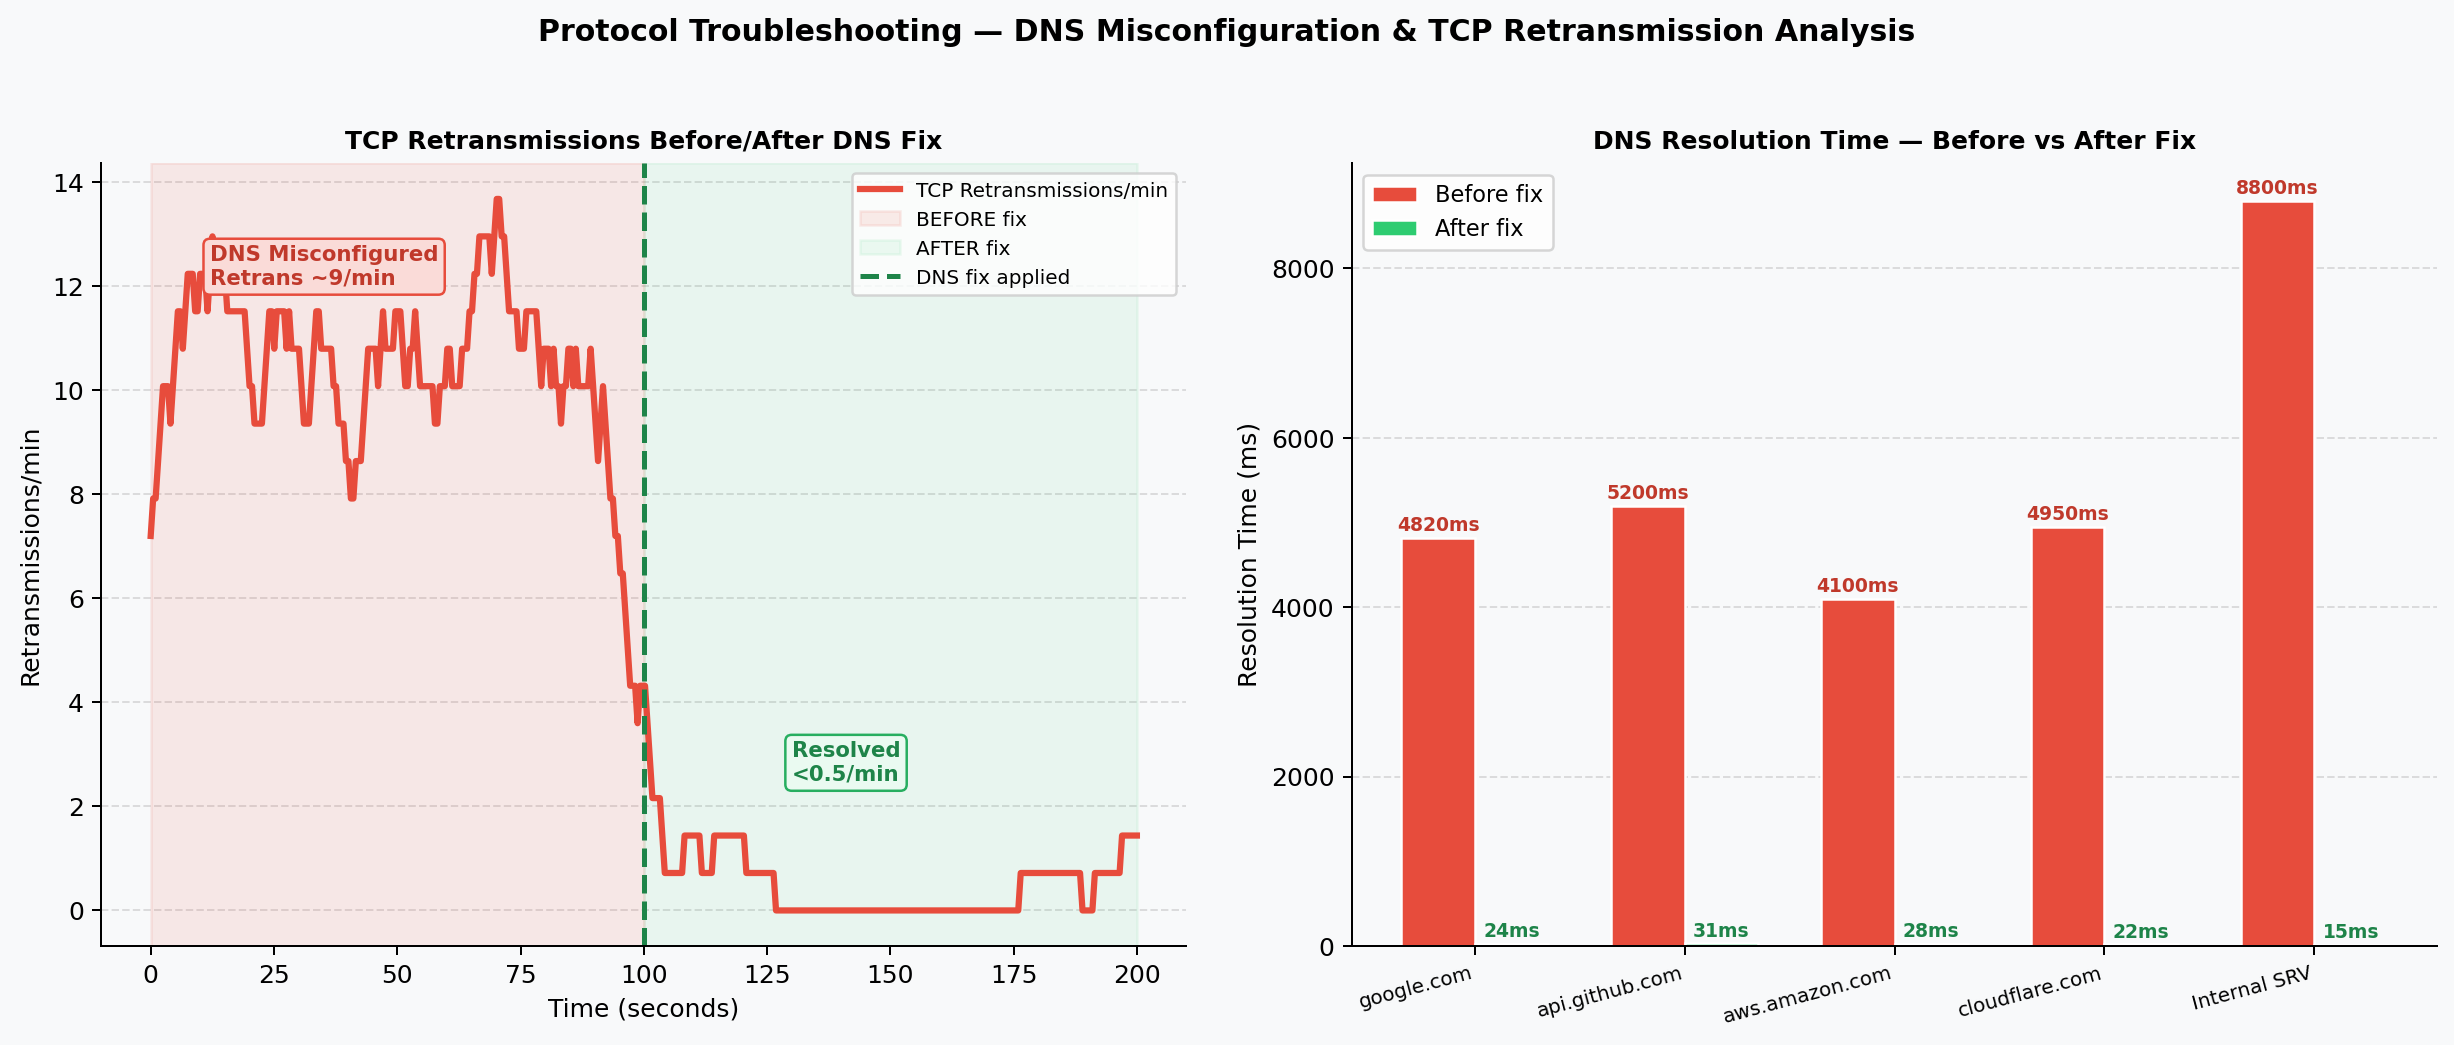 Protocol Troubleshooting — DNS Misconfiguration & TCP Retransmission Analysis
TCP Retransmissions Before/After DNS Fix
Retransmissions/min
14
12
10
8
6
4
2
0
DNS Misconfigured
Retrans ~9/min
TCP Retransmissions/min
BEFORE fix
AFTER fix
DNS fix applied
Resolved
<0.5/min
0 25 50 75 100 125 150 175 200
Time (seconds)
DNS Resolution Time — Before vs After Fix
Resolution Time (ms)
8000
6000
4000
2000
0
Before fix
After fix
4820ms
5200ms
4100ms
4950ms
8800ms
24ms
31ms
28ms
22ms
15ms
google.com
api.github.com
aws.amazon.com
cloudflare.com
Internal SRV